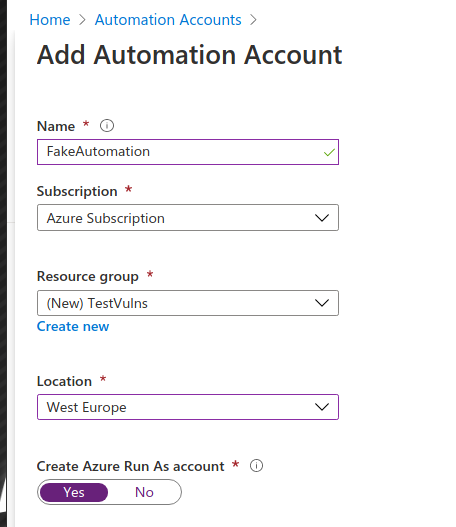 Home > Automation Accounts >
Add Automation Account
Name *
FakeAutomation
Subscription *
Azure Subscription
Resource group *
(New) TestVulns
Create new
Location *
West Europe
Create Azure Run As account *
Yes No